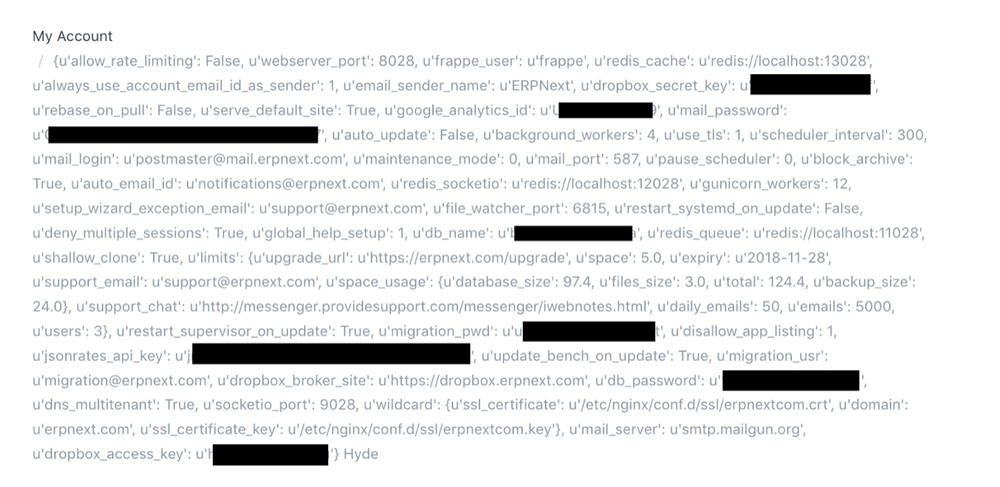 My Account
/ {u'allow_rate_limiting': False, u'webserver_port': 8028, u'frappe_user': u'frappe', u'redis_cache': u'redis://localhost:13028',
u'always_use_account_email_id_as_sender': 1, u'email_sender_name': u'ERPNext', u'dropbox_secret_key': u' ',
u'rebase_on_pull': False, u'serve_default_site': True, u'google_analytics_id': u' ', u'mail_password':
u' ', u'auto_update': False, u'background_workers': 4, u'use_tls': 1, u'scheduler_interval': 300,
u'mail_login': u'postmaster@mail.erpnext.com', u'maintenance_mode': 0, u'mail_port': 587, u'pause_scheduler': 0, u'block_archive':
True, u'auto_email_id': u'notifications@erpnext.com', u'redis_socketio': u'redis://localhost:12028', u'gunicorn_workers': 12,
u'setup_wizard_exception_email': u'support@erpnext.com', u'file_watcher_port': 6815, u'restart_systemd_on_update': False,
u'deny_multiple_sessions': True, u'global_help_setup': 1, u'db_name': u' ', u'redis_queue': u'redis://localhost:11028',
u'shallow_clone': True, u'limits': {u'upgrade_url': u'https://erpnext.com/upgrade', u'space': 5.0, u'expiry': u'2018-11-28',
u'support_email': u'support@erpnext.com', u'space_usage': {u'database_size': 97.4, u'files_size': 3.0, u'total': 124.4, u'backup_size':
24.0}, u'support_chat': u'http://messenger.providesupport.com/messenger/iwebnotes.html', u'daily_emails': 50, u'emails': 5000,
u'users': 3}, u'restart_supervisor_on_update': True, u'migration_pwd': u'u t', u'disallow_app_listing': 1,
u'jsonrates_api_key': u'j ', u'update_bench_on_update': True, u'migration_usr':
u'migration@erpnext.com', u'dropbox_broker_site': u'https://dropbox.erpnext.com', u'db_password': u' ',
u'dns_multitenant': True, u'socketio_port': 9028, u'wildcard': {u'ssl_certificate': u'/etc/nginx/conf.d/ssl/erpnextcom.crt', u'domain':
u'erpnext.com', u'ssl_certificate_key': u'/etc/nginx/conf.d/ssl/erpnextcom.key'}, u'mail_server': u'smtp.mailgun.org',
u'dropbox_access_key': u' '} Hyde